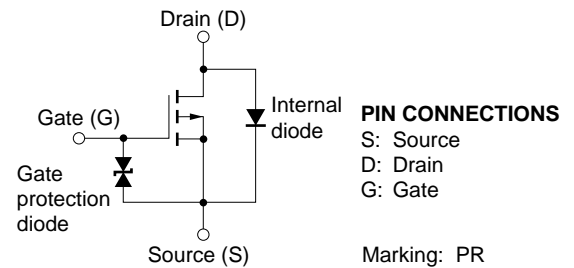 Drain (D)
Gate (G)
Internal
diode
Gate
protection
diode
Source (S)
PIN CONNECTIONS
S: Source
D: Drain
G: Gate
Marking: PR